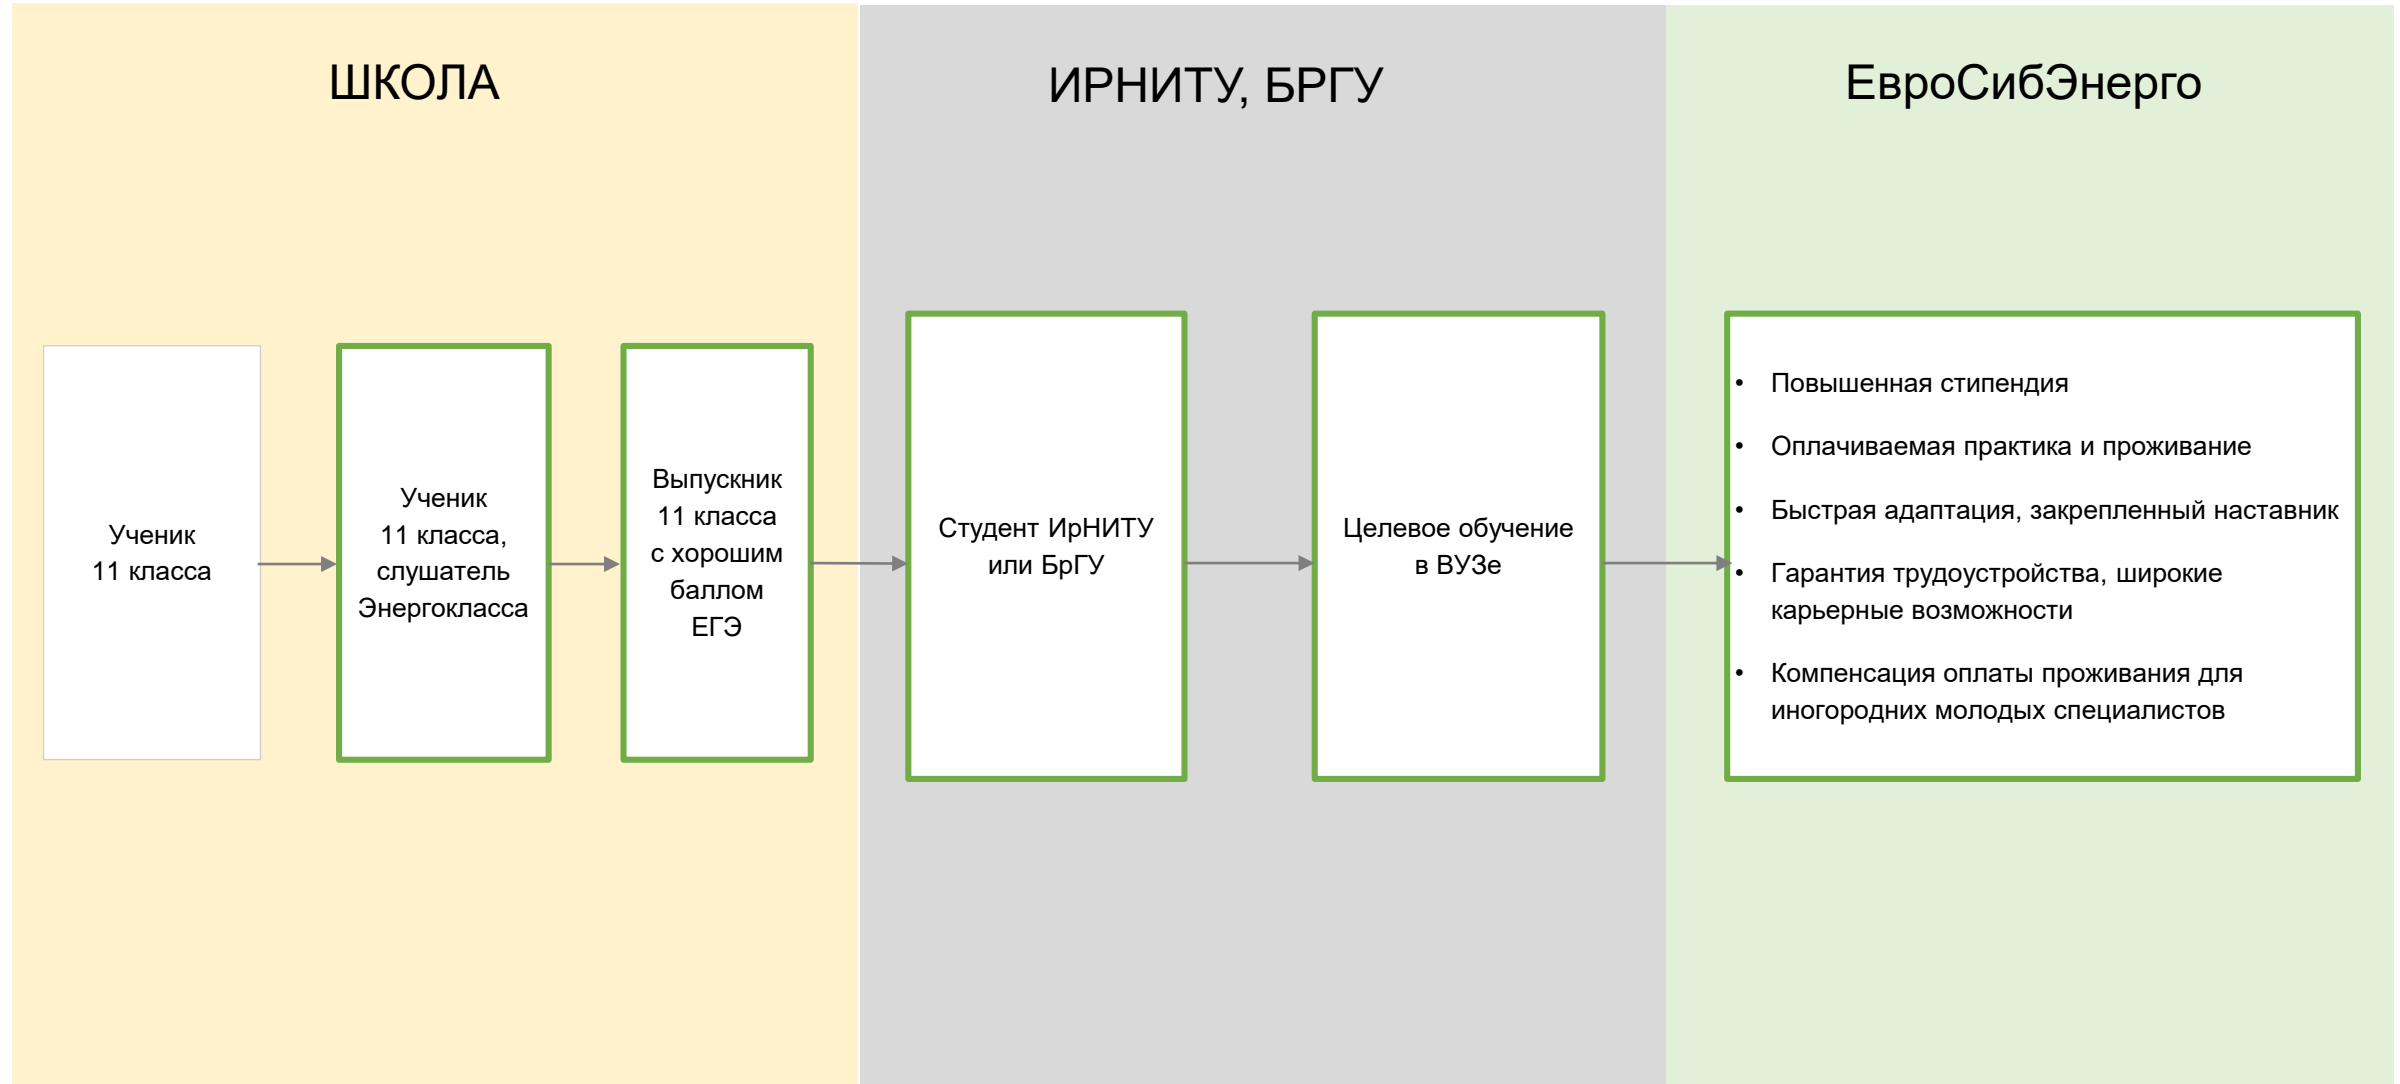 ШКОЛА
ИРНИТУ, БРГУ
ЕвроСибЭнерго
Ученик
11 класса
Ученик
11 класса,
слушатель
Энергокласса
Выпускник
11 класса
с хорошим
баллом
ЕГЭ
Студент ИрНИТУ
или БрГУ
Целевое обучение
в ВУЗе
• Повышенная стипендия
• Оплачиваемая практика и проживание
• Быстрая адаптация, закрепленный наставник
• Гарантия трудоустройства, широкие
карьерные возможности
• Компенсация оплаты проживания для
иногородних молодых специалистов